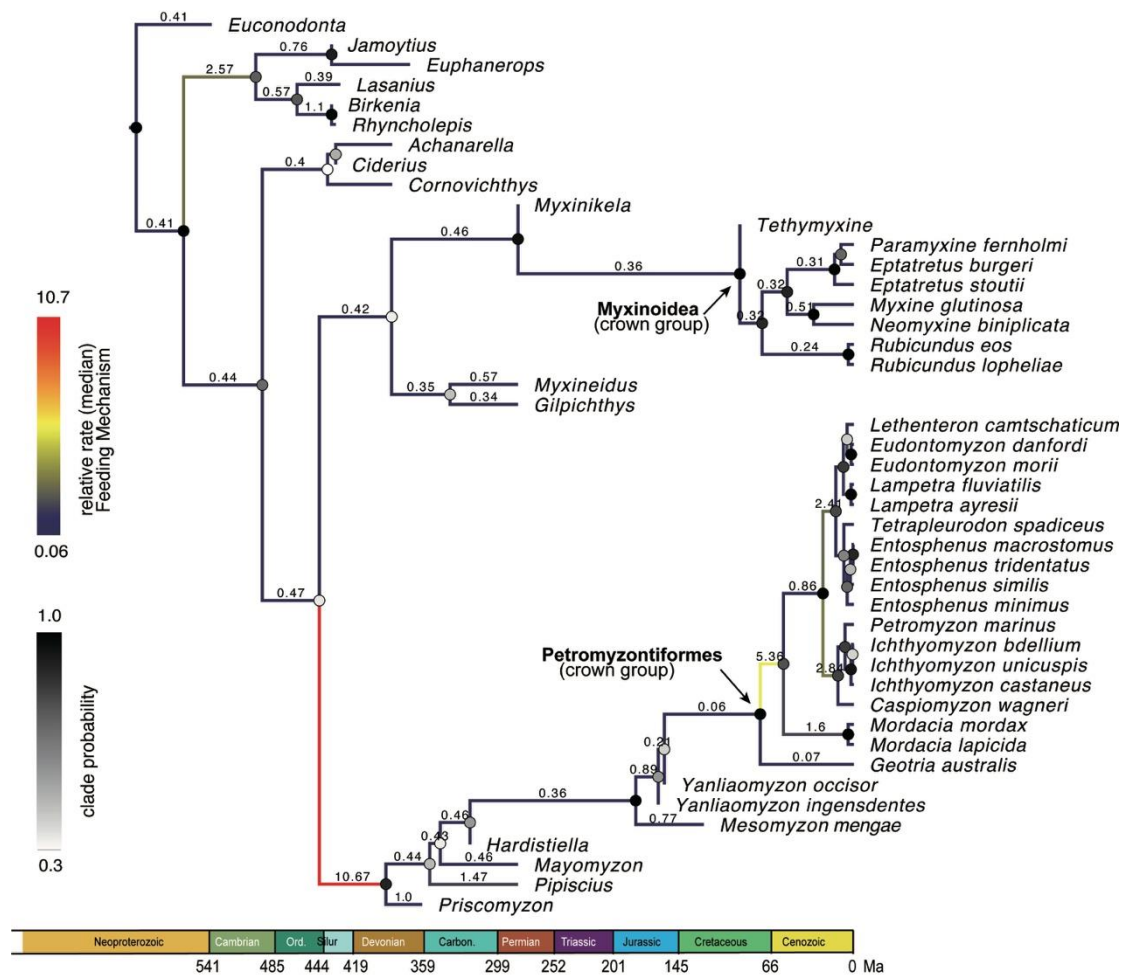 0.41
Euconodonta
0.76
Jamoytius
Euphanerops
2.57
0.39
Lasanius
0.57
1.1
Birkenia
Rhyncholepis
Achanarella
0.4
Ciderius
Cornovichthys
0.41
Myxinikela
0.46
Tethymyxine
0.36
Paramyxine fernholmi
0.31
Eptatretus burgeri
0.32
Eptatretus stoutii
10.7
Myxinoidea
(crown group)
0.51
Myxine glutinosa
0.42
0.32
Neomyxine biniplicata
0.24
Rubicundus eos
Rubicundus lopheliae
0.44
0.35
0.57
Myxineidus
0.34
Gilpichthys
relative rate (median)
Feeding Mechanism
0.06
Lethenteron camtschaticum
Eudontomyzon danfordi
Eudontomyzon morii
Lampetra fluviatilis
2.41
Lampetra ayresii
Tetrapleurodon spadiceus
Entosphenus macrostomus
Entosphenus tridentatus
0.86
Entosphenus similis
0.47
Entosphenus minimus
1.0
Petromyzon marinus
Ichthyomyzon bdellium
Petromyzontiformes
(crown group)
5.36
2.84
Ichthyomyzon unicuspis
Ichthyomyzon castaneus
Caspiomyzon wagneri
0.06
1.6
Mordacia mordax
Mordacia lapicida
0.21
0.07
Geotria australis
clade probability
0.89
Yanliaomyzon occisor
0.36
Yanliaomyzon ingensdentes
0.46
0.77
Mesomyzon mengae
0.43
Hardistiella
0.3
0.44
0.46
Mayomyzon
10.67
1.47
Pipiscius
1.0
Priscomyzon
Neoproterozoic Cambrian Ord. Silur Devonian Carbon. Permian Triassic Jurassic Cretaceous Cenozoic
541 485 444 419 359 299 252 201 145 66 0 Ma